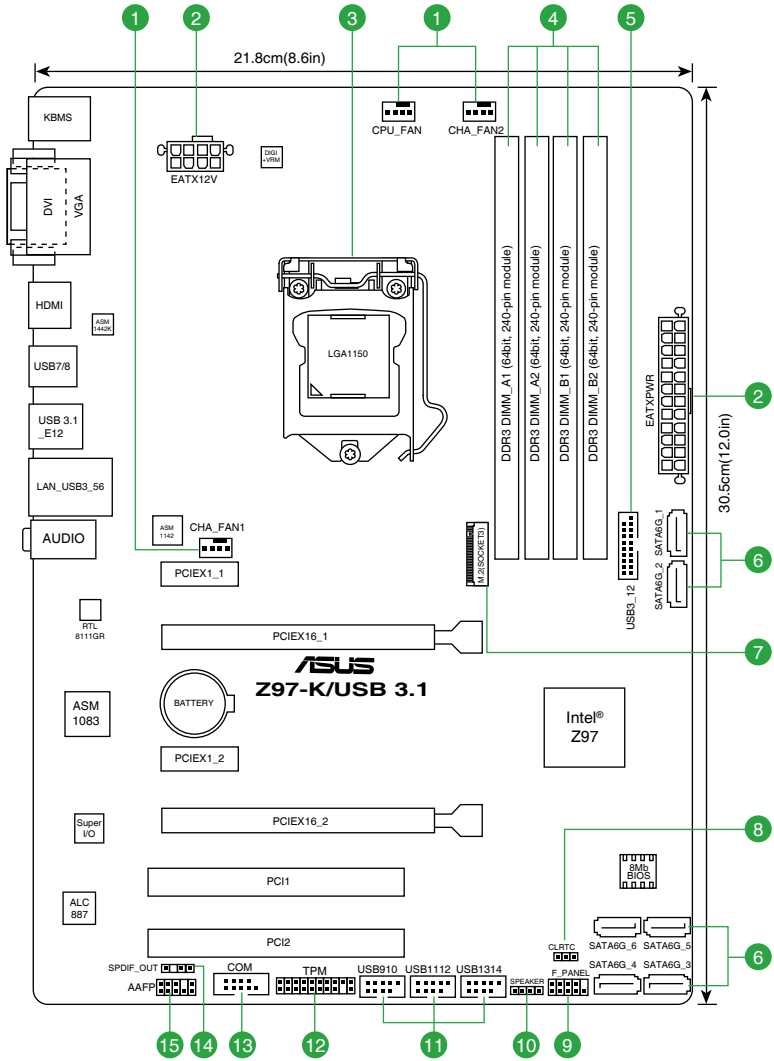 1
2
3
1
4
5
21.8cm(8.6in)
KBMS
CPU_FAN
CHA_FAN2
DIGI
+VRM
EATX12V
DVI
VGA
DDR3 DIMM_A1 (64bit, 240-pin module)
DDR3 DIMM_A2 (64bit, 240-pin module)
DDR3 DIMM_B1 (64bit, 240-pin module)
DDR3 DIMM_B2 (64bit, 240-pin module)
HDMI
ASM
1442K
LGA1150
USB7/8
EATXPWR
2
USB 3.1
_E12
30.5cm(12.0in)
LAN_USB3_56
1
ASM
1142
CHA_FAN1
AUDIO
M.2(SOCKET3)
USB3_12
SATA6G_1
SATA6G_2
6
PCIEX1_1
RTL
8111GR
PCIEX16_1
7
ASUS
Z97-K/USB 3.1
ASM
1083
BATTERY
Intel®
Z97
PCIEX1_2
Super
I/O
PCIEX16_2
8
8Mb
BIOS
PCI1
ALC
887
CLRTC
SATA6G_6
SATA6G_5
PCI2
6
SPDIF_OUT
COM
TPM
USB910
USB1112
USB1314
SPEAKER
F_PANEL
SATA6G_4
SATA6G_3
AAFP
15
14
13
12
11
10
9